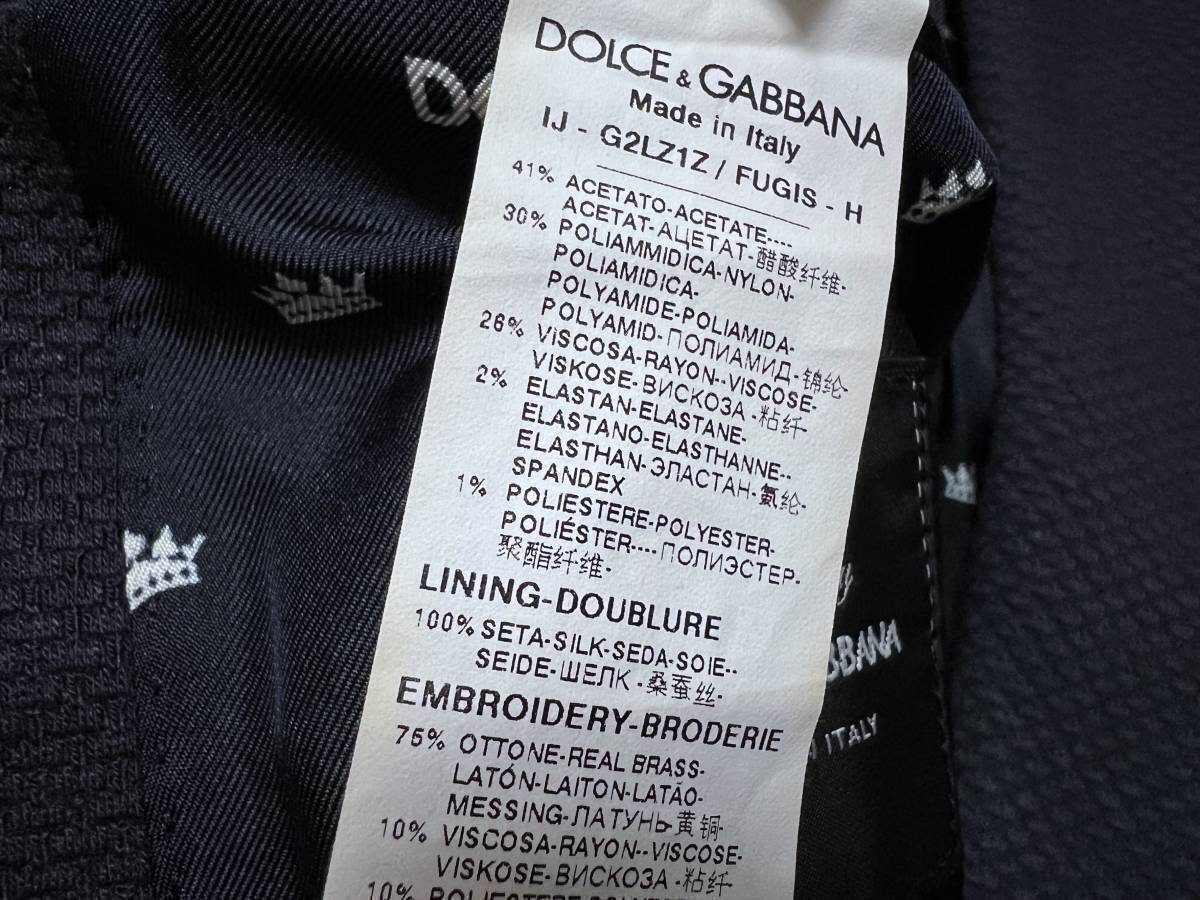 DOLCE & GABBANA
Made in Italy
IJ - G2LZ1Z / FUGIS - H
41% ACETATO-ACETATE----
ACETAT-АЦЕТАТ-醋酸纤维-
30% POLIAMMIDICA-NYLON-
POLIAMIDICA-
POLYAMIDE-POLIAMIDA-
POLYAMID-ПОЛИАМИД-锦纶-
26% VISCOSA-RAYON--VISCOSE-
VISKOSE-ВИСКОЗА-粘纤-
2% ELASTAN-ELASTANE-
ELASTANO-ELASTHANNE--
ELASTHAN-ЭЛАСТАН-氨纶-
SPANDEX
1% POLIESTERE-POLYESTER-
POLIÉSTER----ПОЛИЭСТЕР-
聚酯纤维-
LINING-DOUBLURE
100% SETA-SILK-SEDA-SOIE--
SEIDE-ШЕЛК-桑蚕丝-
EMBROIDERY-BRODERIE
75% OTTONE-REAL BRASS-
LATÓN-LAITON-LATÃO-
MESSING-ЛАТУНЬ-黄铜-
10% VISCOSA-RAYON--VISCOSE-
VISKOSE-ВИСКОЗА-粘纤-
10%
BBANA
ITALY